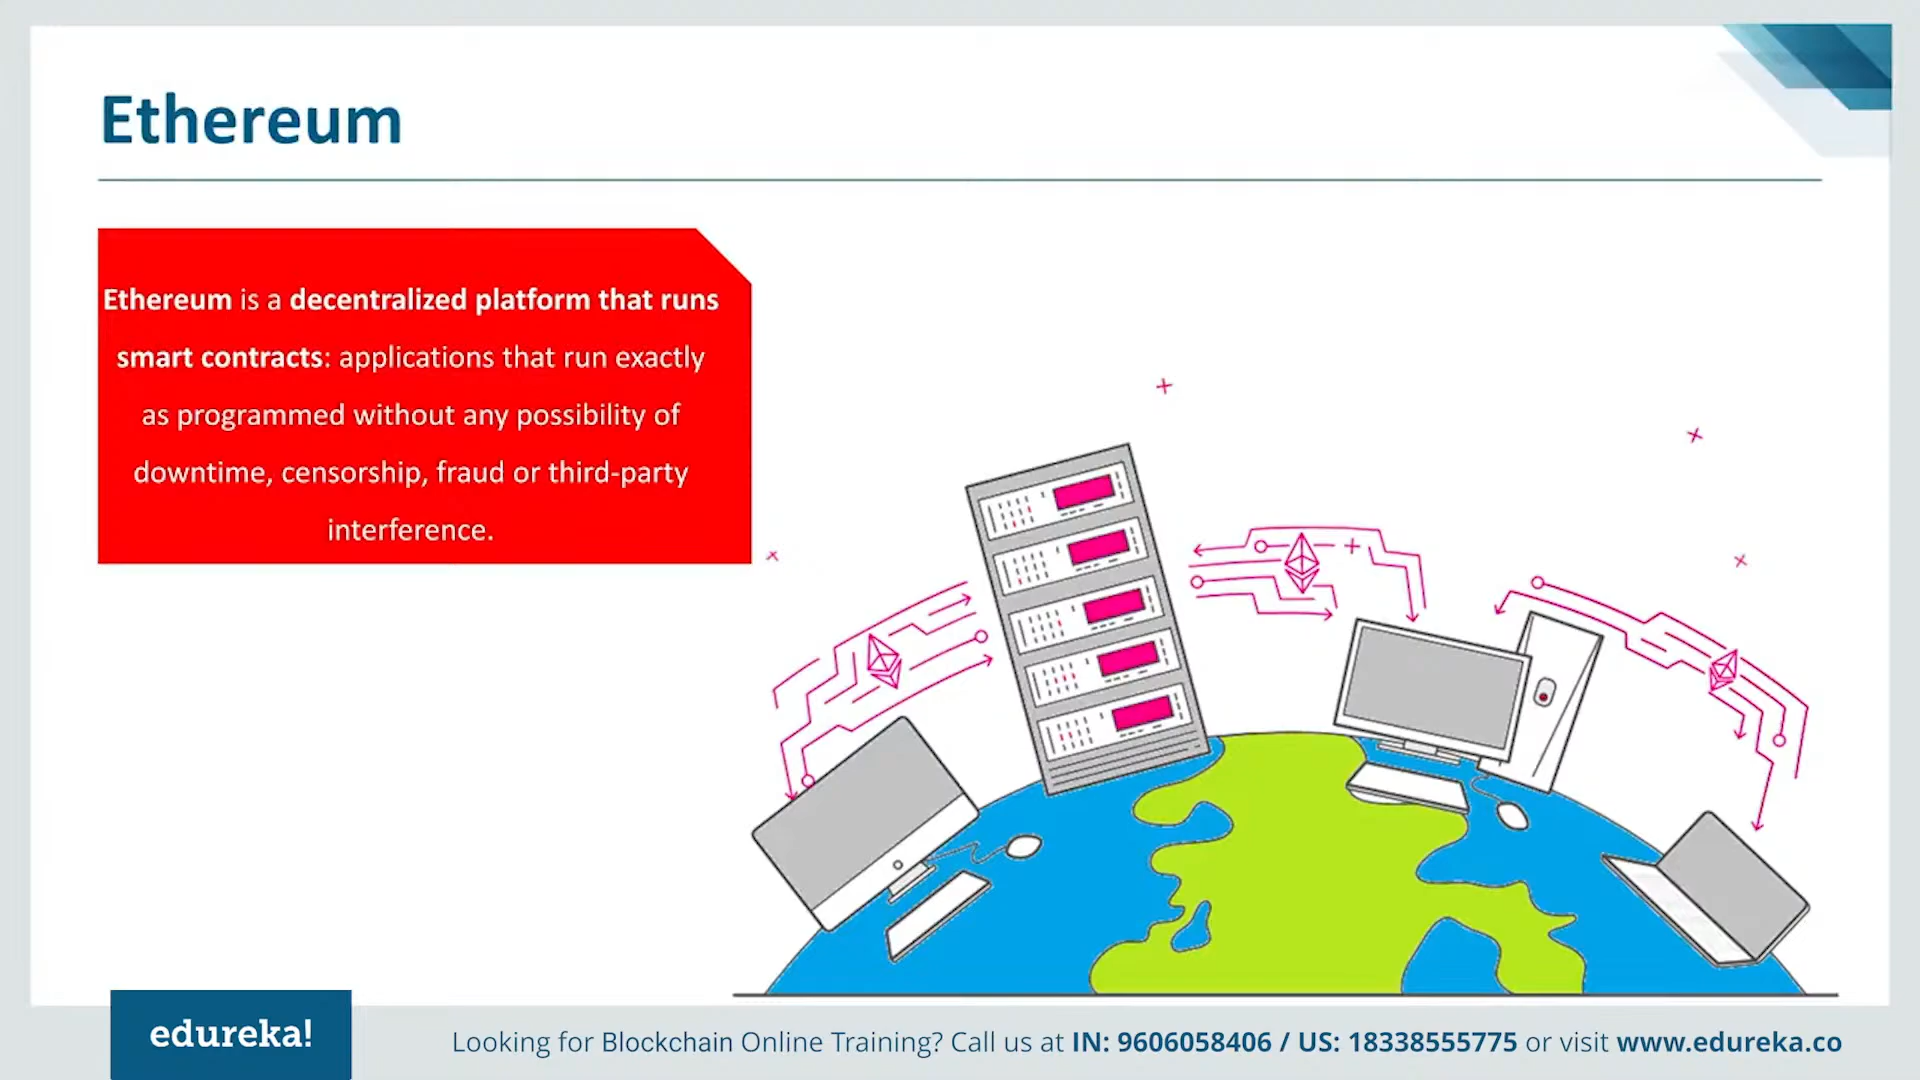 Ethereum
Ethereum is a decentralized platform that runs
smart contracts: applications that run exactly
as programmed without any possibility of
downtime, censorship, fraud or third-party
interference.
edureka!
Looking for Blockchain Online Training? Call us at IN: 9606058406 / US: 18338555775 or visit www.edureka.co